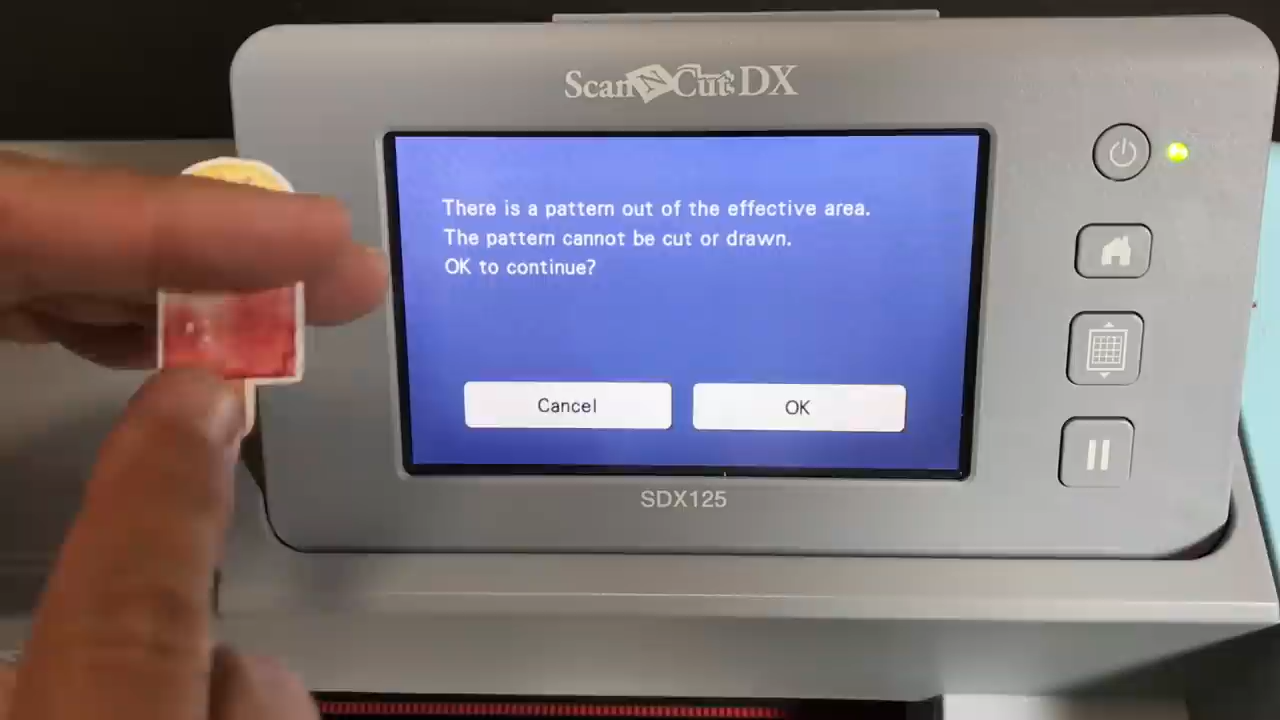 ScanNCut DX
There is a pattern out of the effective area.
The pattern cannot be cut or drawn.
OK to continue?
Cancel
OK
SDX125